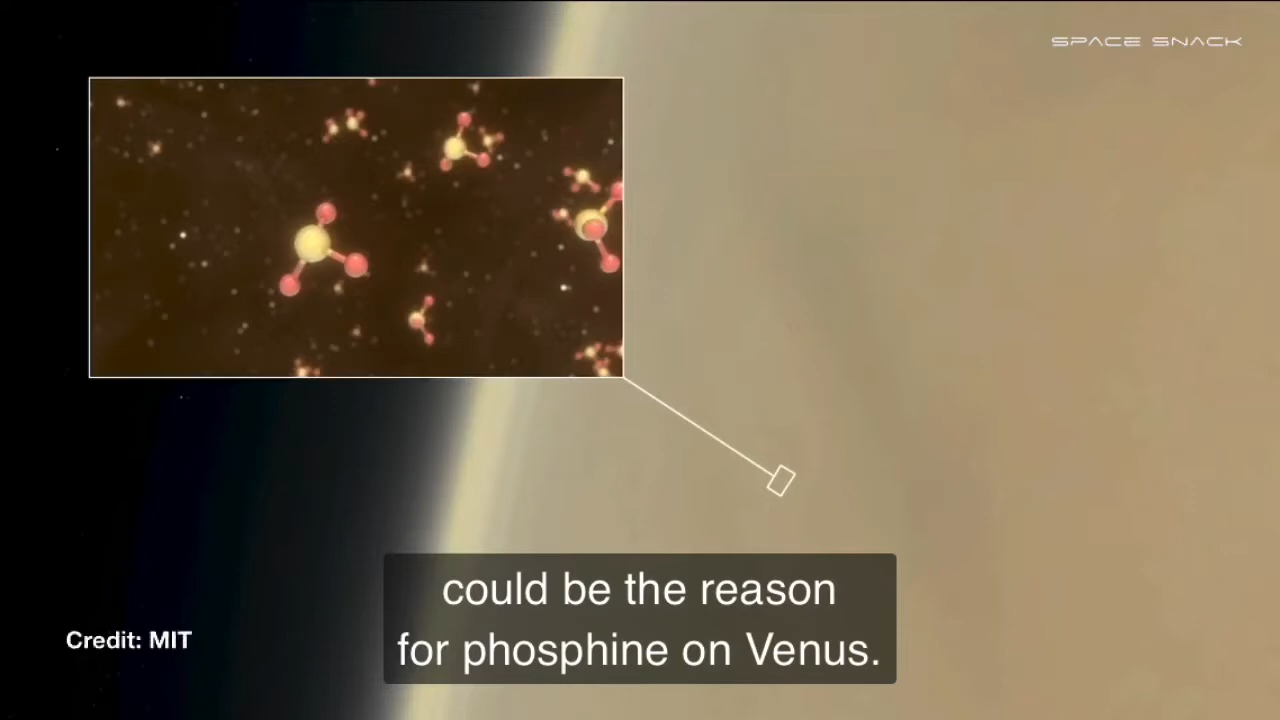 SPACE SNACK
could be the reason
for phosphine on Venus.
Credit: MIT